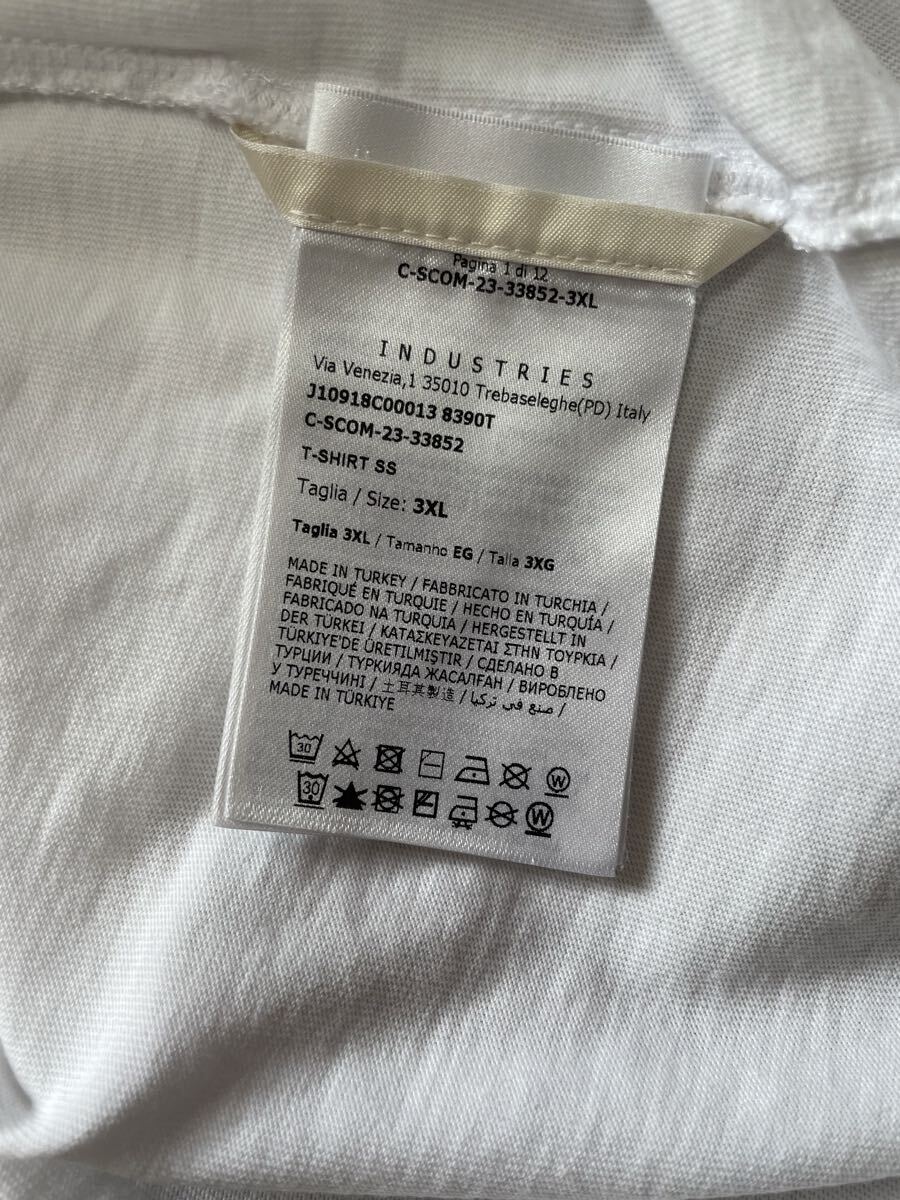 Pagina 1 di 12
C-SCOM-23-33852-3XL
INDUSTRIES
Via Venezia,1 35010 Trebaseleghe(PD) Italy
J10918C00013 8390T
C-SCOM-23-33852
T-SHIRT SS
Taglia / Size: 3XL
Taglia 3XL / Tamanho EG / Talla 3XG
MADE IN TURKEY / FABBRICATO IN TURCHIA /
FABRIQUÉ EN TURQUIE / HECHO EN TURQUÍA /
FABRICADO NA TURQUIA / HERGESTELLT IN
DER TÜRKEI / ΚΑΤΑΣΚΕΥΑΖΕΤΑΙ ΣΤΗΝ ΤΟΥΡΚΙΑ /
TÜRKİYE'DE ÜRETİLMİŞTİR / СДЕЛАНО В
ТУРЦИИ / ТҮРКИЯДА ЖАСАЛҒАН / ВИРОБЛЕНО
У ТУРЕЧЧИНІ / 土耳其製造 / صنع في تركيا /
MADE IN TÜRKİYE
30 W
30 W